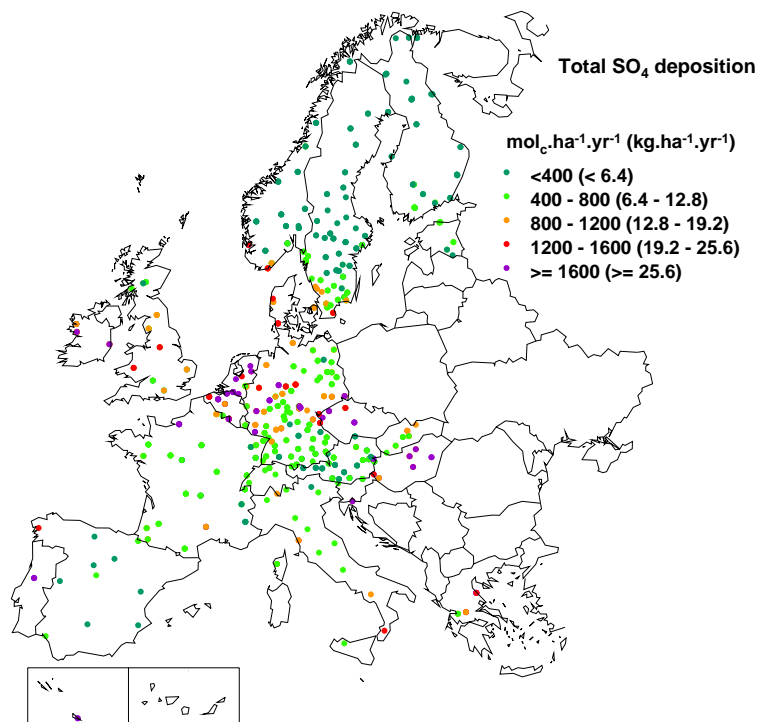 Total SO₄ deposition
mol_c.ha⁻¹.yr⁻¹ (kg.ha⁻¹.yr⁻¹)
<400 (< 6.4)
400 - 800 (6.4 - 12.8)
800 - 1200 (12.8 - 19.2)
1200 - 1600 (19.2 - 25.6)
>= 1600 (>= 25.6)